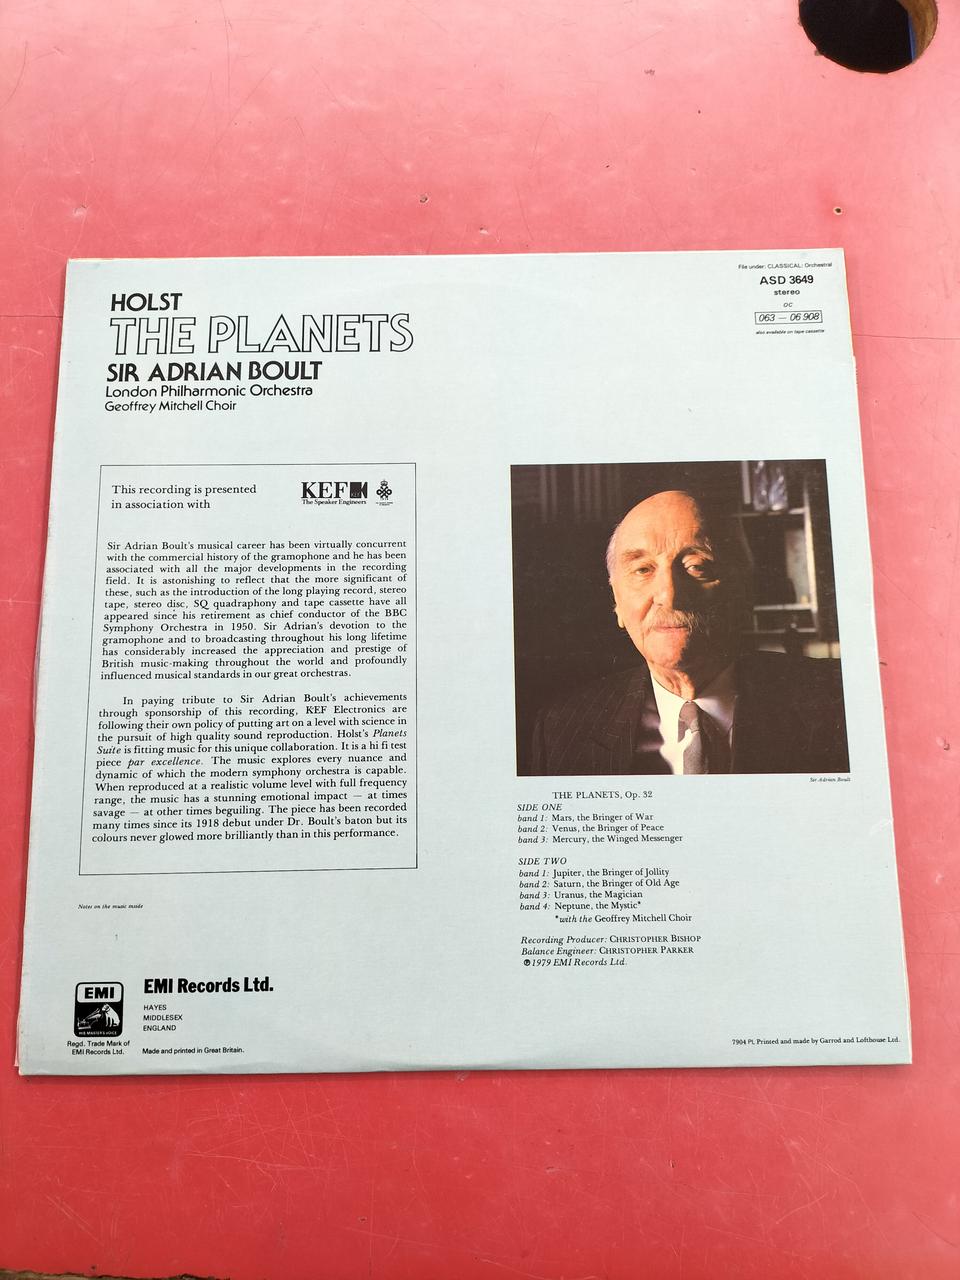 File under: CLASSICAL: Orchestral
ASD 3649
stereo
OC
063 — 06 908
also available on tape cassette
HOLST
THE PLANETS
SIR ADRIAN BOULT
London Philharmonic Orchestra
Geoffrey Mitchell Choir
This recording is presented
in association with
KEF
KEF
The Speaker Engineers
Sir Adrian Boult's musical career has been virtually concurrent
with the commercial history of the gramophone and he has been
associated with all the major developments in the recording
field. It is astonishing to reflect that the more significant of
these, such as the introduction of the long playing record, stereo
tape, stereo disc, SQ quadraphony and tape cassette have all
appeared since his retirement as chief conductor of the BBC
Symphony Orchestra in 1950. Sir Adrian's devotion to the
gramophone and to broadcasting throughout his long lifetime
has considerably increased the appreciation and prestige of
British music-making throughout the world and profoundly
influenced musical standards in our great orchestras.
In paying tribute to Sir Adrian Boult's achievements
through sponsorship of this recording, KEF Electronics are
following their own policy of putting art on a level with science in
the pursuit of high quality sound reproduction. Holst's Planets
Suite is fitting music for this unique collaboration. It is a hi fi test
piece par excellence. The music explores every nuance and
dynamic of which the modern symphony orchestra is capable.
When reproduced at a realistic volume level with full frequency
range, the music has a stunning emotional impact — at times
savage — at other times beguiling. The piece has been recorded
many times since its 1918 debut under Dr. Boult's baton but its
colours never glowed more brilliantly than in this performance.
Notes on the music inside
Sir Adrian Boult
THE PLANETS, Op. 32
SIDE ONE
band 1: Mars, the Bringer of War
band 2: Venus, the Bringer of Peace
band 3: Mercury, the Winged Messenger
SIDE TWO
band 1: Jupiter, the Bringer of Jollity
band 2: Saturn, the Bringer of Old Age
band 3: Uranus, the Magician
band 4: Neptune, the Mystic*
*with the Geoffrey Mitchell Choir
Recording Producer: CHRISTOPHER BISHOP
Balance Engineer: CHRISTOPHER PARKER
℗ 1979 EMI Records Ltd.
EMI
HIS MASTER'S VOICE
Regd. Trade Mark of
EMI Records Ltd.
EMI Records Ltd.
HAYES
MIDDLESEX
ENGLAND
Made and printed in Great Britain.
7904 PL Printed and made by Garrod and Lofthouse Ltd.